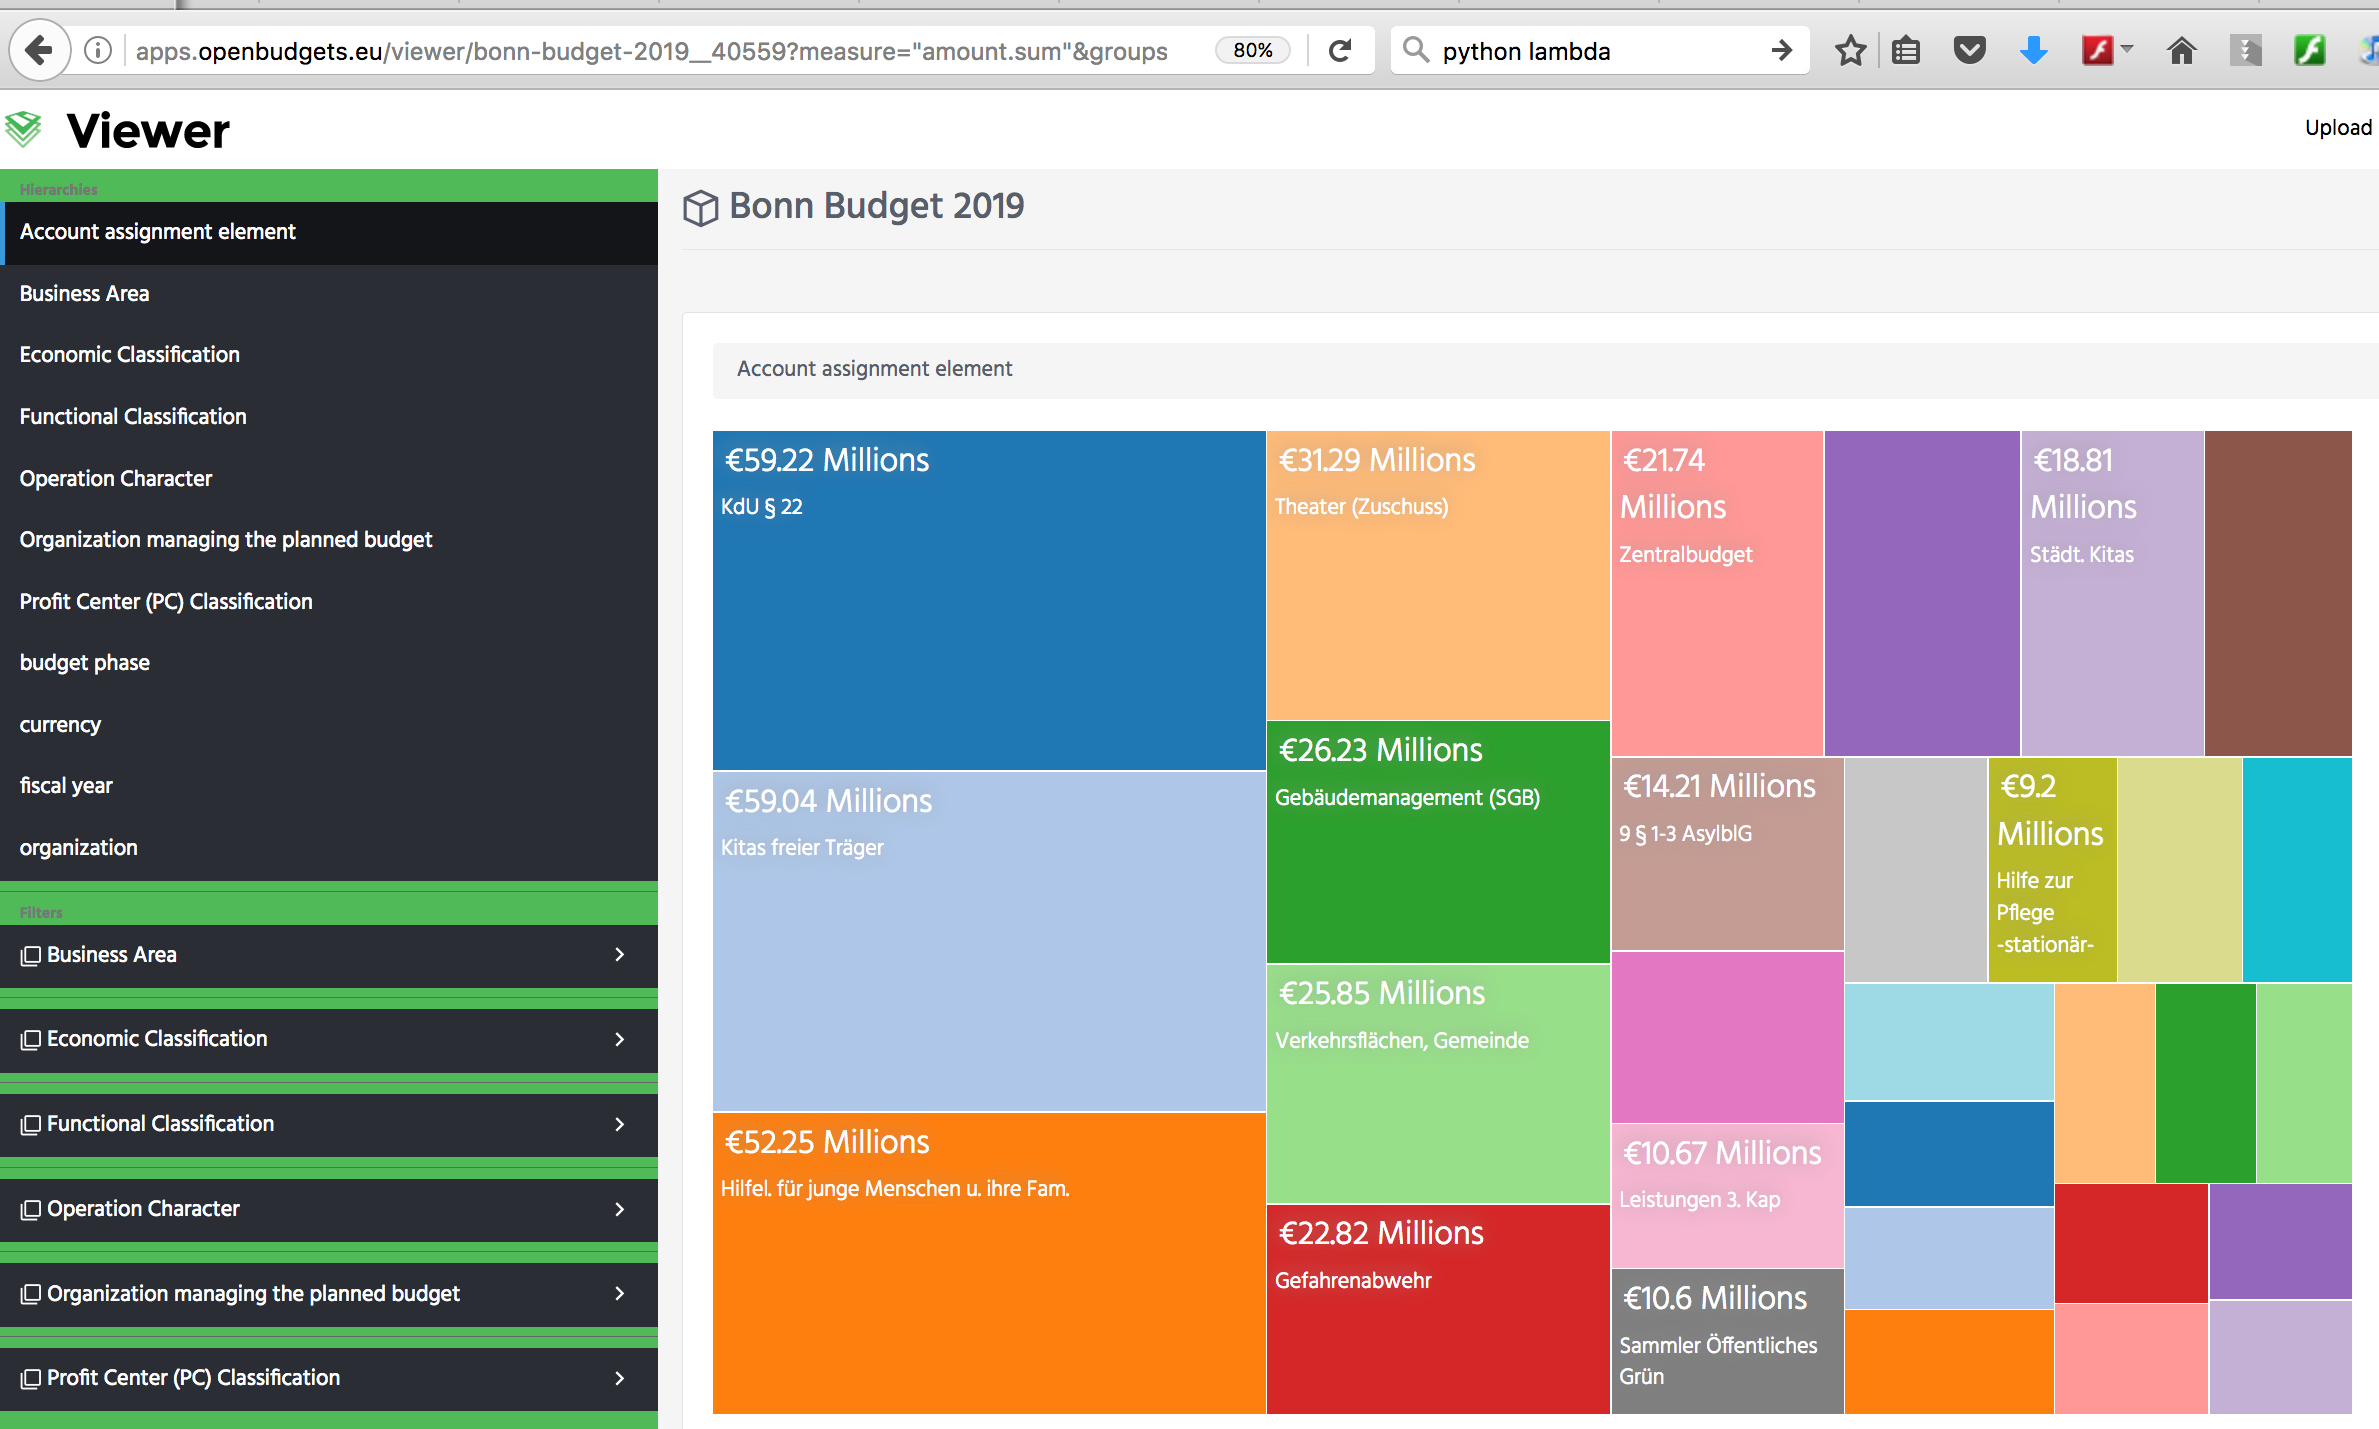 apps.openbudgets.eu/viewer/bonn-budget-2019__40559?measure="amount.sum"&groups
80%
python lambda
Viewer
Upload
Hierarchies
Account assignment element
Business Area
Economic Classification
Functional Classification
Operation Character
Organization managing the planned budget
Profit Center (PC) Classification
budget phase
currency
fiscal year
organization
Filters
Business Area
Economic Classification
Functional Classification
Operation Character
Organization managing the planned budget
Profit Center (PC) Classification
Bonn Budget 2019
Account assignment element
€59.22 Millions
KdU § 22
€59.04 Millions
Kitas freier Träger
€52.25 Millions
Hilfel. für junge Menschen u. ihre Fam.
€31.29 Millions
Theater (Zuschuss)
€26.23 Millions
Gebäudemanagement (SGB)
€25.85 Millions
Verkehrsflächen, Gemeinde
€22.82 Millions
Gefahrenabwehr
€21.74
Millions
Zentralbudget
€18.81
Millions
Städt. Kitas
€14.21 Millions
9 § 1-3 AsylblG
€9.2
Millions
Hilfe zur
Pflege
-stationär-
€10.67 Millions
Leistungen 3. Kap
€10.6 Millions
Sammler Öffentliches
Grün